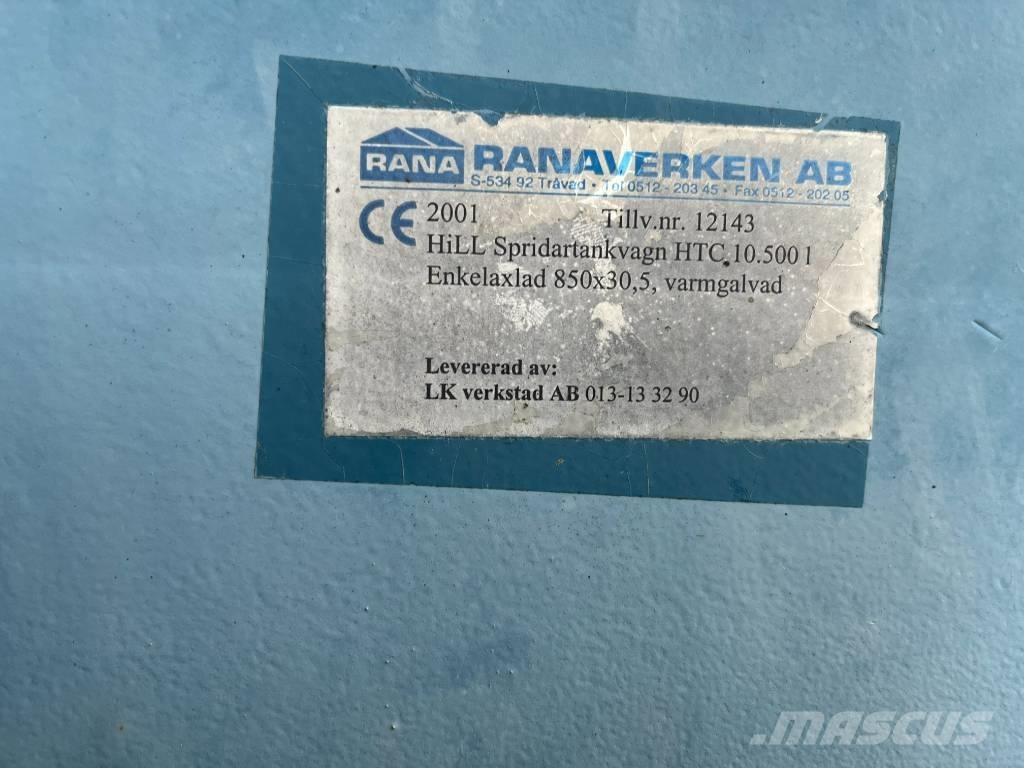 RANA RANAVERKEN AB
S-534 92 Tråvad • Tel 0512 - 203 45 • Fax 0512 - 202 05
CE 2001 Tillv.nr. 12143
HiLL Spridartankvagn HTC 10.500 l
Enkelaxlad 850x30,5, varmgalvad
Levererad av:
LK verkstad AB 013-13 32 90
MASCUS